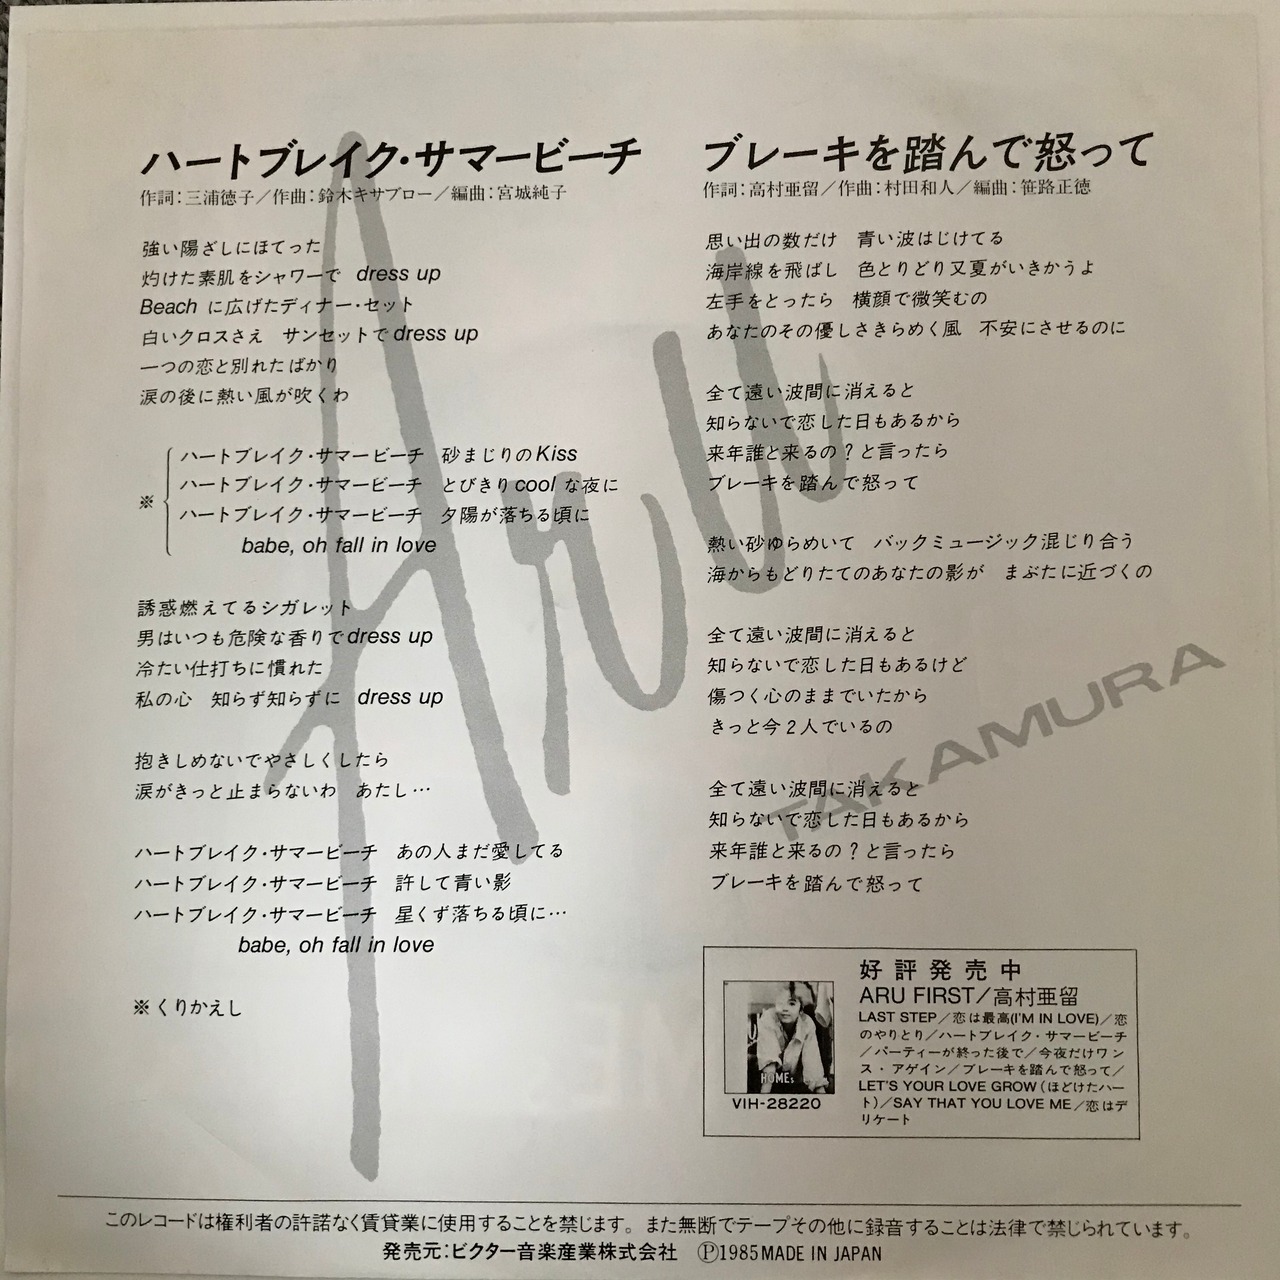 ハートブレイク・サマービーチ
作詞：三浦徳子／作曲：鈴木キサブロー／編曲：宮城純子
強い陽ざしにほてった
灼けた素肌をシャワーで dress up
Beach に広げたディナー・セット
白いクロスさえ サンセットで dress up
一つの恋と別れたばかり
涙の後に熱い風が吹くわ
※
ハートブレイク・サマービーチ 砂まじりのKiss
ハートブレイク・サマービーチ とびきり cool な夜に
ハートブレイク・サマービーチ 夕陽が落ちる頃に
babe, oh fall in love
誘惑燃えてるシガレット
男はいつも危険な香りで dress up
冷たい仕打ちに慣れた
私の心 知らず知らずに dress up
抱きしめないでやさしくしたら
涙がきっと止まらないわ あたし…
ハートブレイク・サマービーチ あの人まだ愛してる
ハートブレイク・サマービーチ 許して青い影
ハートブレイク・サマービーチ 星くず落ちる頃に…
babe, oh fall in love
※くりかえし
ブレーキを踏んで怒って
作詞：高村亜留／作曲：村田和人／編曲：笹路正徳
思い出の数だけ 青い波はじけてる
海岸線を飛ばし 色とりどり又夏がいきかうよ
左手をとったら 横顔で微笑むの
あなたのその優しさきらめく風 不安にさせるのに
全て遠い波間に消えると
知らないで恋した日もあるから
来年誰と来るの？と言ったら
ブレーキを踏んで怒って
熱い砂ゆらめいて バックミュージック混じり合う
海からもどりたてのあなたの影が まぶたに近づくの
全て遠い波間に消えると
知らないで恋した日もあるけど
傷つく心のままでいたから
きっと今2人でいるの
全て遠い波間に消えると
知らないで恋した日もあるから
来年誰と来るの？と言ったら
ブレーキを踏んで怒って
Aru
TAKAMURA
好評発売中
ARU FIRST／高村亜留
LAST STEP／恋は最高(I'M IN LOVE)／恋
のやりとり／ハートブレイク・サマービーチ
／パーティーが終った後で／今夜だけワン
ス・アゲイン／ブレーキを踏んで怒って／
LET'S YOUR LOVE GROW（ほどけたハー
ト）／SAY THAT YOU LOVE ME／恋はデ
リケート
HOME
VIH-28220
このレコードは権利者の許諾なく賃貸業に使用することを禁じます。また無断でテープその他に録音することは法律で禁じられています。
発売元：ビクター音楽産業株式会社 Ⓟ1985 MADE IN JAPAN